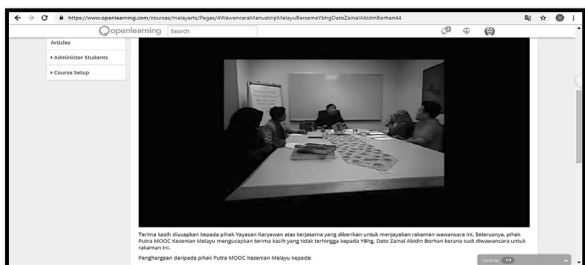 https://www.openlearning.com/courses/malayarts/Pages/4WawancaraManuskripMelayuBersamaYbhgDatoZainalAbidinBorhan44
openlearning
Search
Articles
Administer Students
Course Setup
Terima kasih diucapkan kepada pihak Yayasan Karyawan atas kerjasama yang diberikan untuk menjayakan rakaman wawancara ini. Seterusnya, pihak
Putra MOOC Kesenian Melayu mengucapkan terima kasih yang tidak terhingga kepada YBhg. Dato Zainal Abidin Borhan kerana sudi diwawancara untuk
rakaman ini.
Penghargaan daripada pihak Putra MOOC Kesenian Melayu kepada:
Online